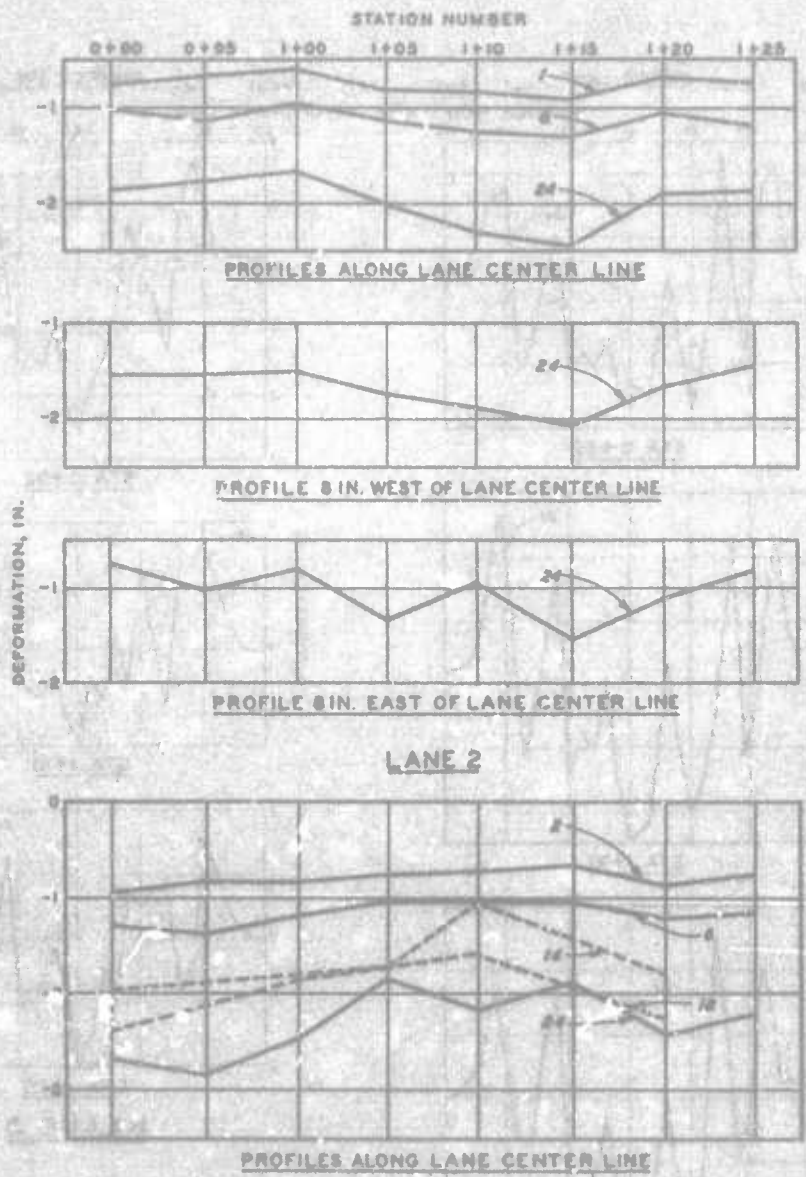 STATION NUMBER
0+00 0+05 1+00 1+05 1+10 1+15 1+20 1+25
1
-1
6
24
-2
PROFILES ALONG LANE CENTER LINE
-1
24
-2
PROFILE 8 IN. WEST OF LANE CENTER LINE
DEFORMATION, IN.
-1
24
-2
PROFILE 8 IN. EAST OF LANE CENTER LINE
LANE 2
0
2
-1
6
16
18
24
PROFILES ALONG LANE CENTER LINE